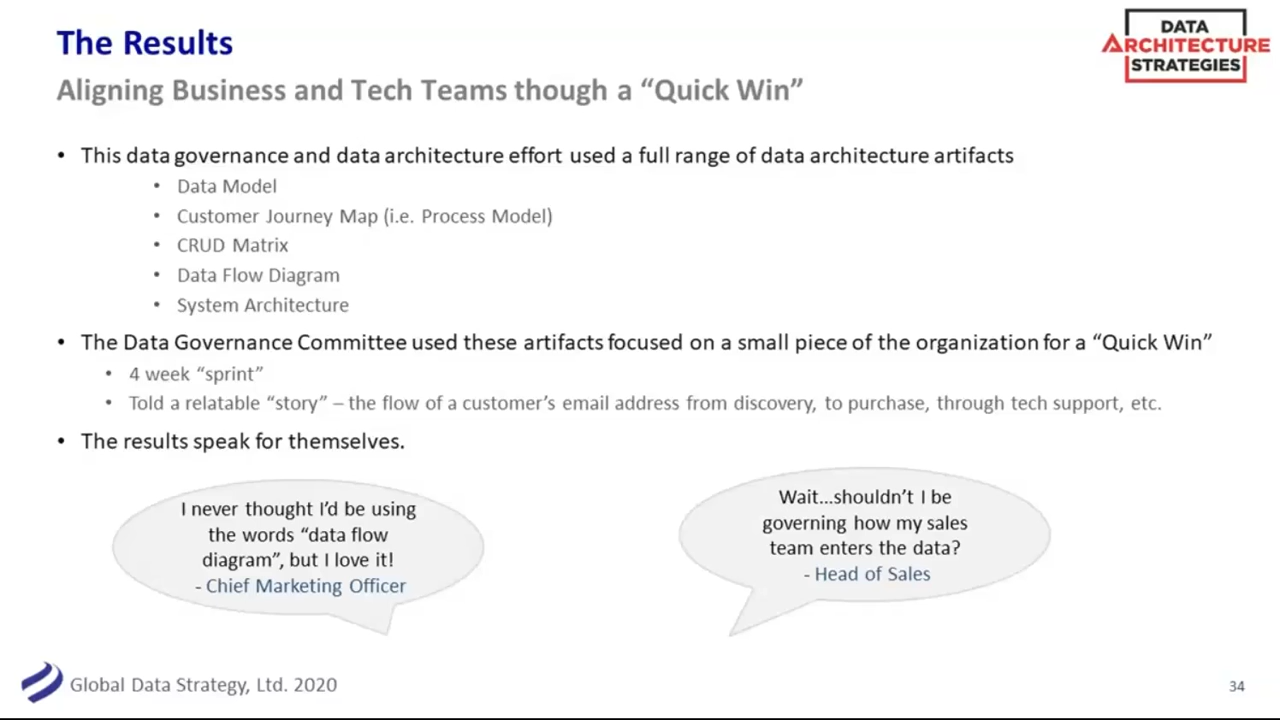 The Results
DATA
ARCHITECTURE
STRATEGIES
Aligning Business and Tech Teams though a “Quick Win”
• This data governance and data architecture effort used a full range of data architecture artifacts
• Data Model
• Customer Journey Map (i.e. Process Model)
• CRUD Matrix
• Data Flow Diagram
• System Architecture
• The Data Governance Committee used these artifacts focused on a small piece of the organization for a “Quick Win”
• 4 week “sprint”
• Told a relatable “story” – the flow of a customer’s email address from discovery, to purchase, through tech support, etc.
• The results speak for themselves.
I never thought I’d be using
the words “data flow
diagram”, but I love it!
- Chief Marketing Officer
Wait...shouldn’t I be
governing how my sales
team enters the data?
- Head of Sales
Global Data Strategy, Ltd. 2020
34